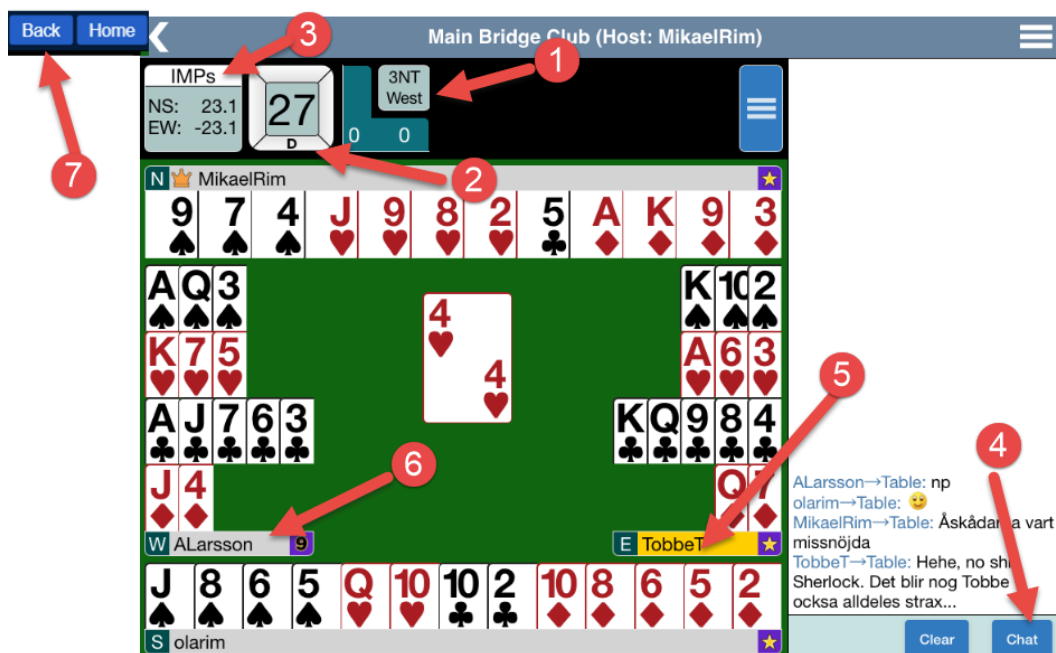 Back Home
Main Bridge Club (Host: MikaelRim)
3
1
IMPs
NS: 23.1
EW: -23.1
27
D
3NT
West
0 0
7
2
N MikaelRim
9 7 4 J 9 8 2 5 A K 9 3
A Q 3
K 10 2
4
4
K 7 5
A 6 3
5
A J 7 6 3
K Q 9 8 4
6
4
J 4
Q 7
W ALarsson 9
E TobbeT
J 8 6 5 Q 10 10 2 10 8 6 5 2
S olarim
ALarsson→Table: np
olarim→Table: 😌
MikaelRim→Table: vart
missnöjda
TobbeT→Table: Hehe, no
Sherlock. Det blir nog Tobbe
ocksa alldeles strax...
Clear Chat